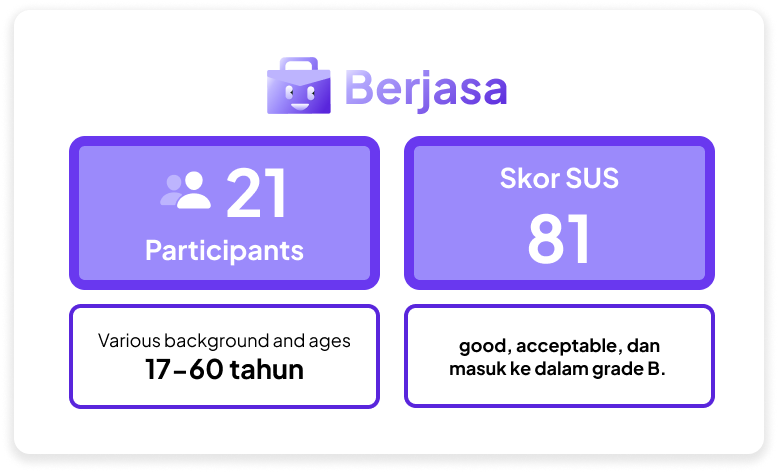 Berjasa
21
Participants
Skor SUS
81
Various background and ages
17–60 tahun
good, acceptable, dan
masuk ke dalam grade B.